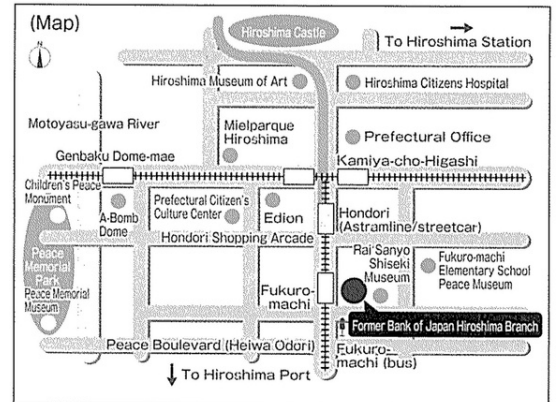 (Map)
N
Hiroshima Castle
To Hiroshima Station
Hiroshima Museum of Art
Hiroshima Citizens Hospital
Motoyasu-gawa River
Mielparque
Hiroshima
Prefectural Office
Genbaku Dome-mae
Kamiya-cho-Higashi
Children's Peace
Monument
A-Bomb
Dome
Prefectural Citizen's
Culture Center
Edion
Hondori
(Astramline/streetcar)
Hondori Shopping Arcade
Peace
Memorial
Park
Peace Memorial
Museum
Rai Sanyo
Shiseki
Museum
Fukuro-machi
Elementary School
Peace Museum
Fukuro-
machi
Former Bank of Japan Hiroshima Branch
Peace Boulevard (Heiwa Odori)
Fukuro-
machi (bus)
To Hiroshima Port